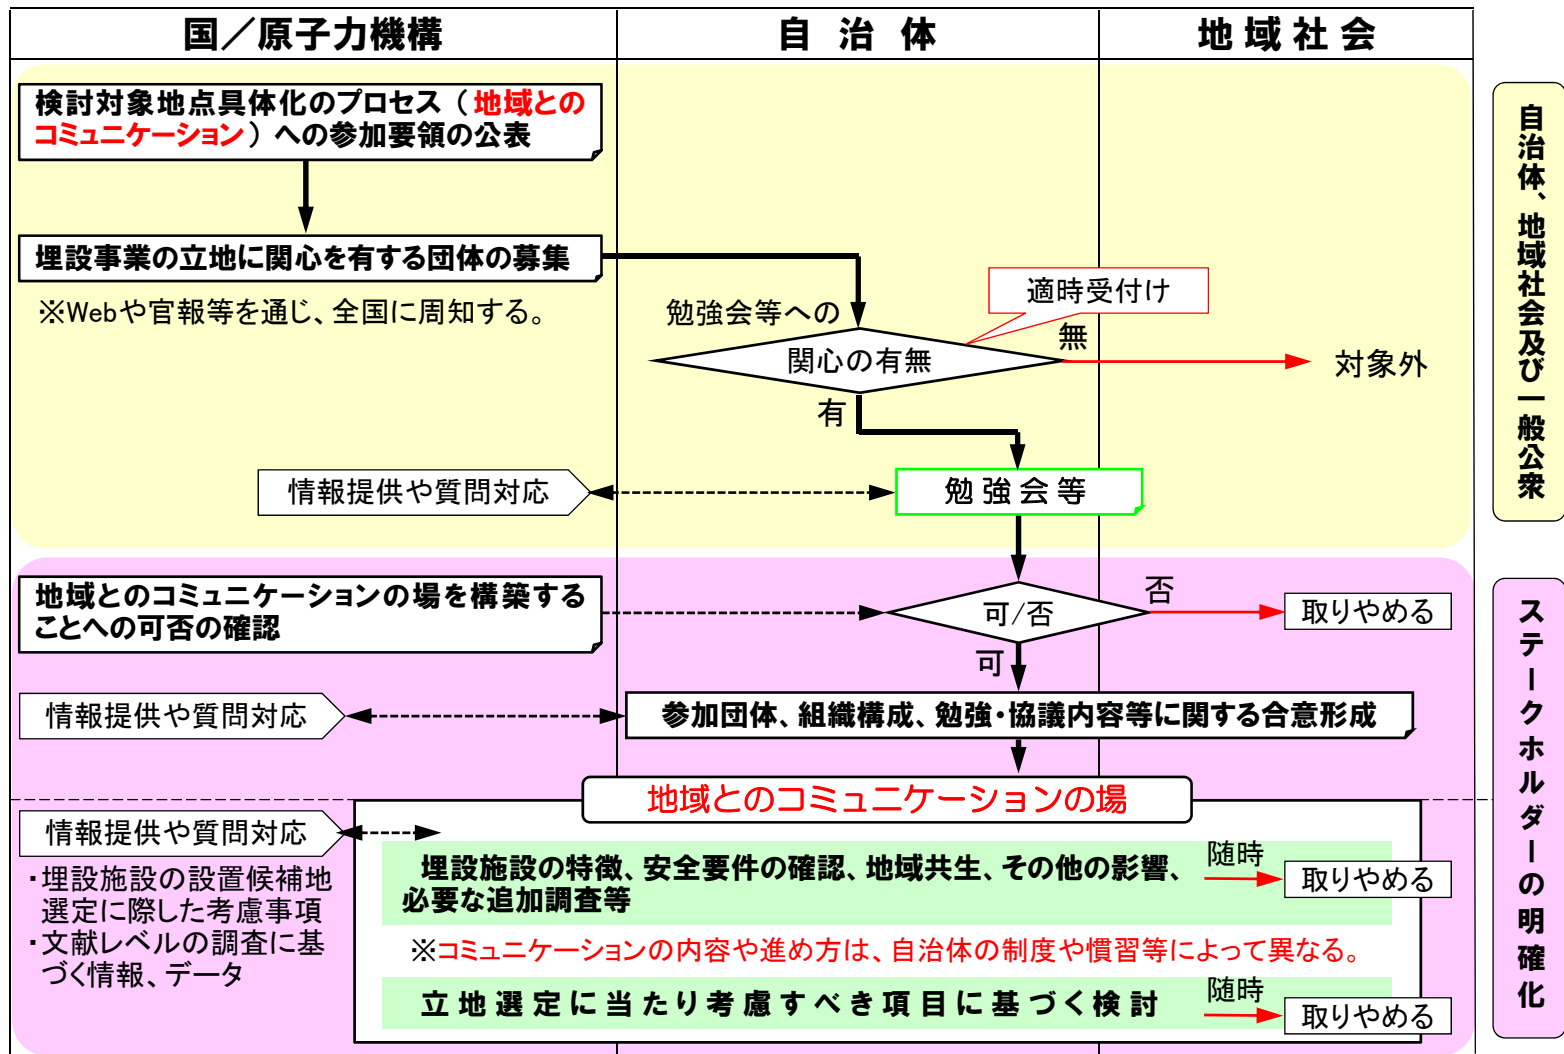 国／原子力機構
自治体
地域社会
検討対象地点具体化のプロセス（地域との
コミュニケーション）への参加要領の公表
埋設事業の立地に関心を有する団体の募集
※Webや官報等を通じ、全国に周知する。
勉強会等への
適時受付け
関心の有無
無
対象外
有
情報提供や質問対応
勉強会等
自治体、地域社会及び一般公衆
地域とのコミュニケーションの場を構築する
ことへの可否の確認
可/否
否
取りやめる
可
情報提供や質問対応
参加団体、組織構成、勉強・協議内容等に関する合意形成
地域とのコミュニケーションの場
情報提供や質問対応
・埋設施設の設置候補地
選定に際した考慮事項
・文献レベルの調査に基
づく情報、データ
埋設施設の特徴、安全要件の確認、地域共生、その他の影響、
必要な追加調査等
随時
取りやめる
※コミュニケーションの内容や進め方は、自治体の制度や慣習等によって異なる。
立地選定に当たり考慮すべき項目に基づく検討
随時
取りやめる
ステークホルダーの明確化